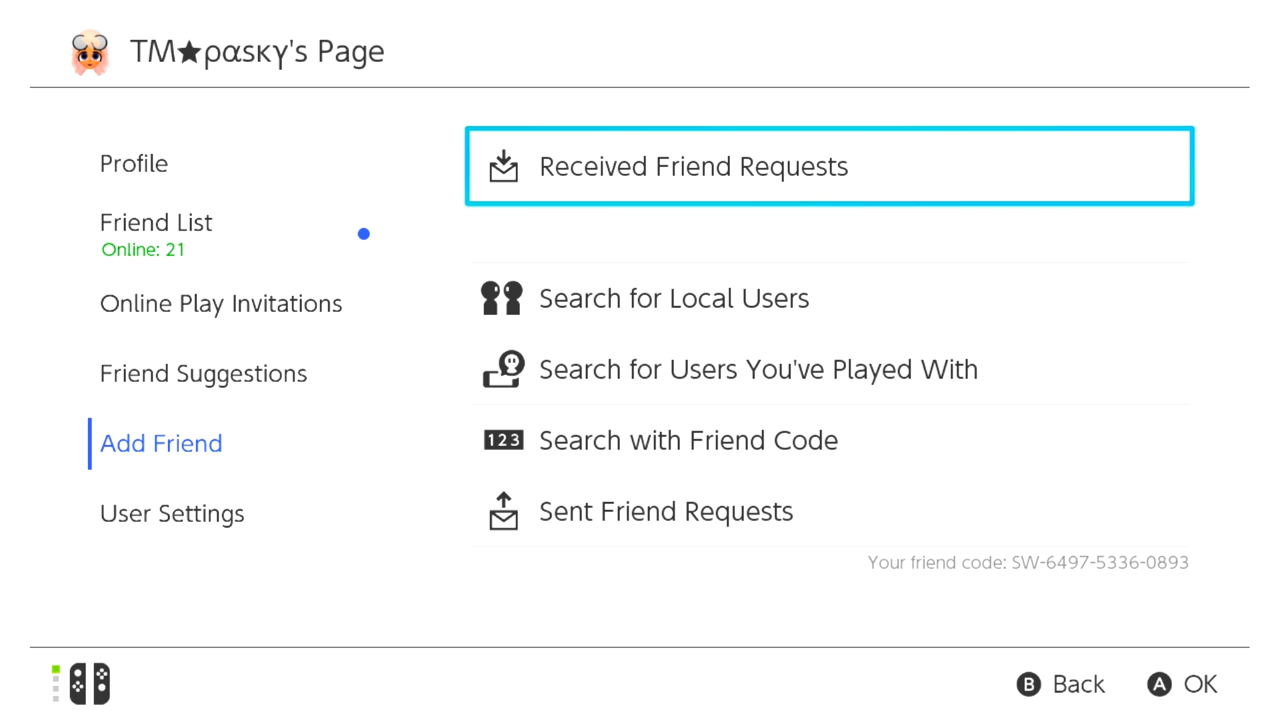 TM★ραsκγ's Page
Profile
Friend List
Online: 21
Online Play Invitations
Friend Suggestions
Add Friend
User Settings
Received Friend Requests
Search for Local Users
Search for Users You've Played With
123 Search with Friend Code
Sent Friend Requests
Your friend code: SW-6497-5336-0893
B Back A OK